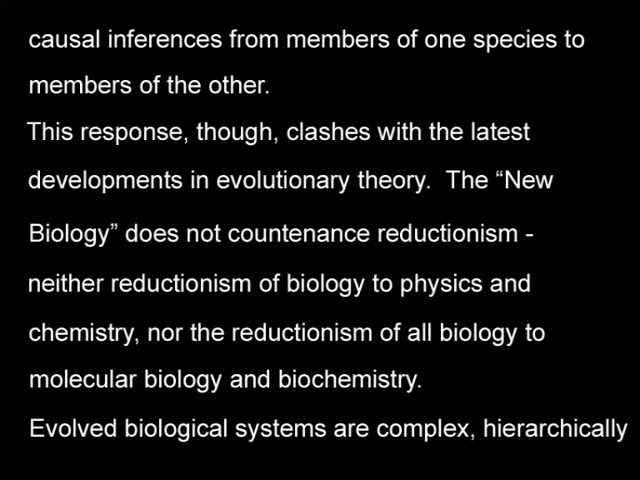 causal inferences from members of one species to
members of the other.
This response, though, clashes with the latest
developments in evolutionary theory.  The “New
Biology” does not countenance reductionism -
neither reductionism of biology to physics and
chemistry, nor the reductionism of all biology to
molecular biology and biochemistry.
Evolved biological systems are complex, hierarchically